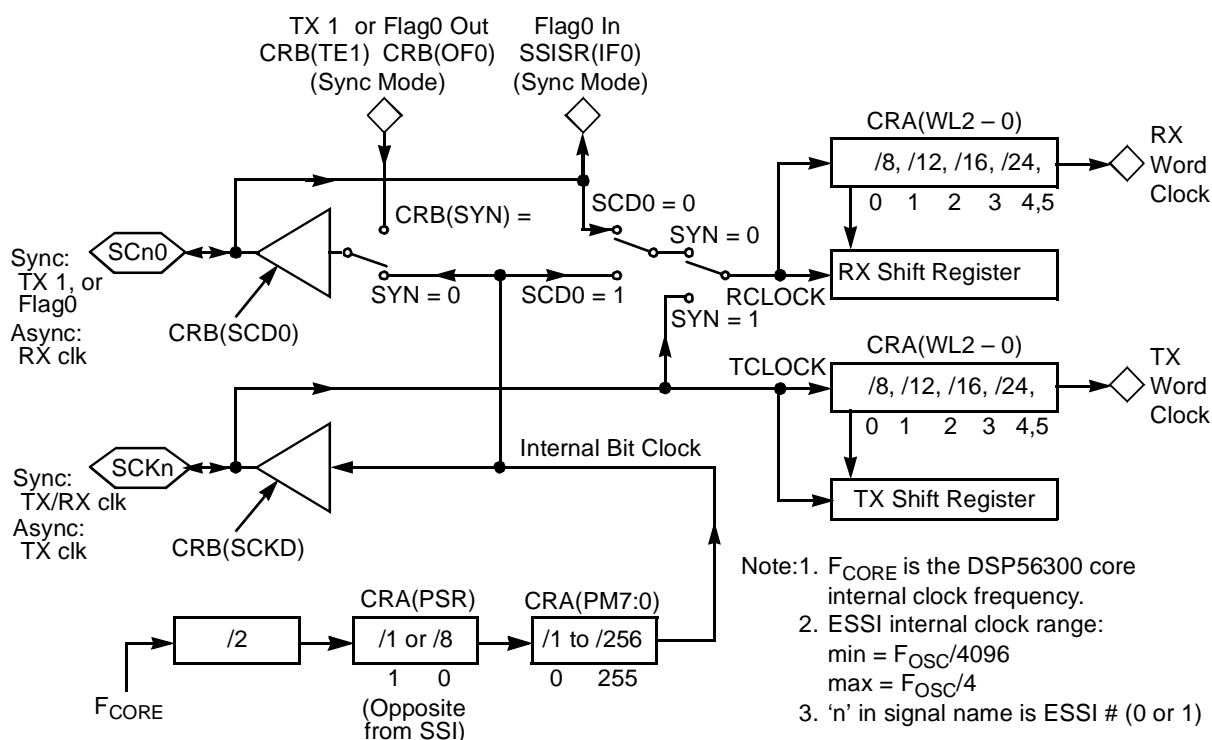 TX 1 or Flag0 Out
CRB(TE1) CRB(OF0)
(Sync Mode)
Flag0 In
SSISR(IF0)
(Sync Mode)
CRA(WL2 – 0)
/8, /12, /16, /24,
0 1 2 3 4,5
RX
Word
Clock
SCn0
Sync:
TX 1, or
Flag0
Async:
RX clk
CRB(SCD0)
CRB(SYN) =
SYN = 0
SCD0 = 0
SCD0 = 1
SYN = 0
SYN = 1
RCLOCK
RX Shift Register
TCLOCK
CRA(WL2 – 0)
/8, /12, /16, /24,
0 1 2 3 4,5
TX
Word
Clock
TX Shift Register
SCKn
Sync:
TX/RX clk
Async:
TX clk
CRB(SCKD)
Internal Bit Clock
FCORE
/2
CRA(PSR)
/1 or /8
1 0
(Opposite
from SSI)
CRA(PM7:0)
/1 to /256
0 255
Note:1. FCORE is the DSP56300 core
internal clock frequency.
2. ESSI internal clock range:
min = FOSC/4096
max = FOSC/4
3. ‘n’ in signal name is ESSI # (0 or 1)